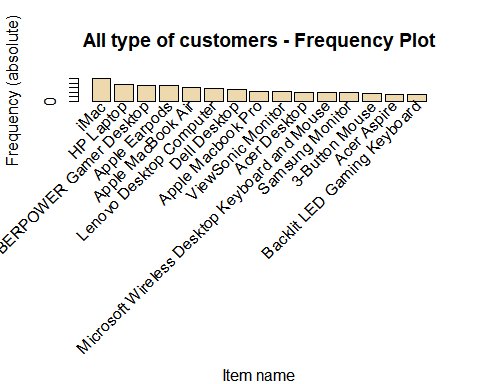 All type of customers - Frequency Plot
Frequency (absolute)
0
iMac
HP Laptop
BERPOWER Gamer Desktop
Apple Earpods
Apple MacBook Air
Lenovo Desktop Computer
Dell Desktop
Apple Macbook Pro
ViewSonic Monitor
Acer Desktop
Microsoft Wireless Desktop Keyboard and Mouse
Samsung Monitor
3-Button Mouse
Acer Aspire
Backlit LED Gaming Keyboard
Item name